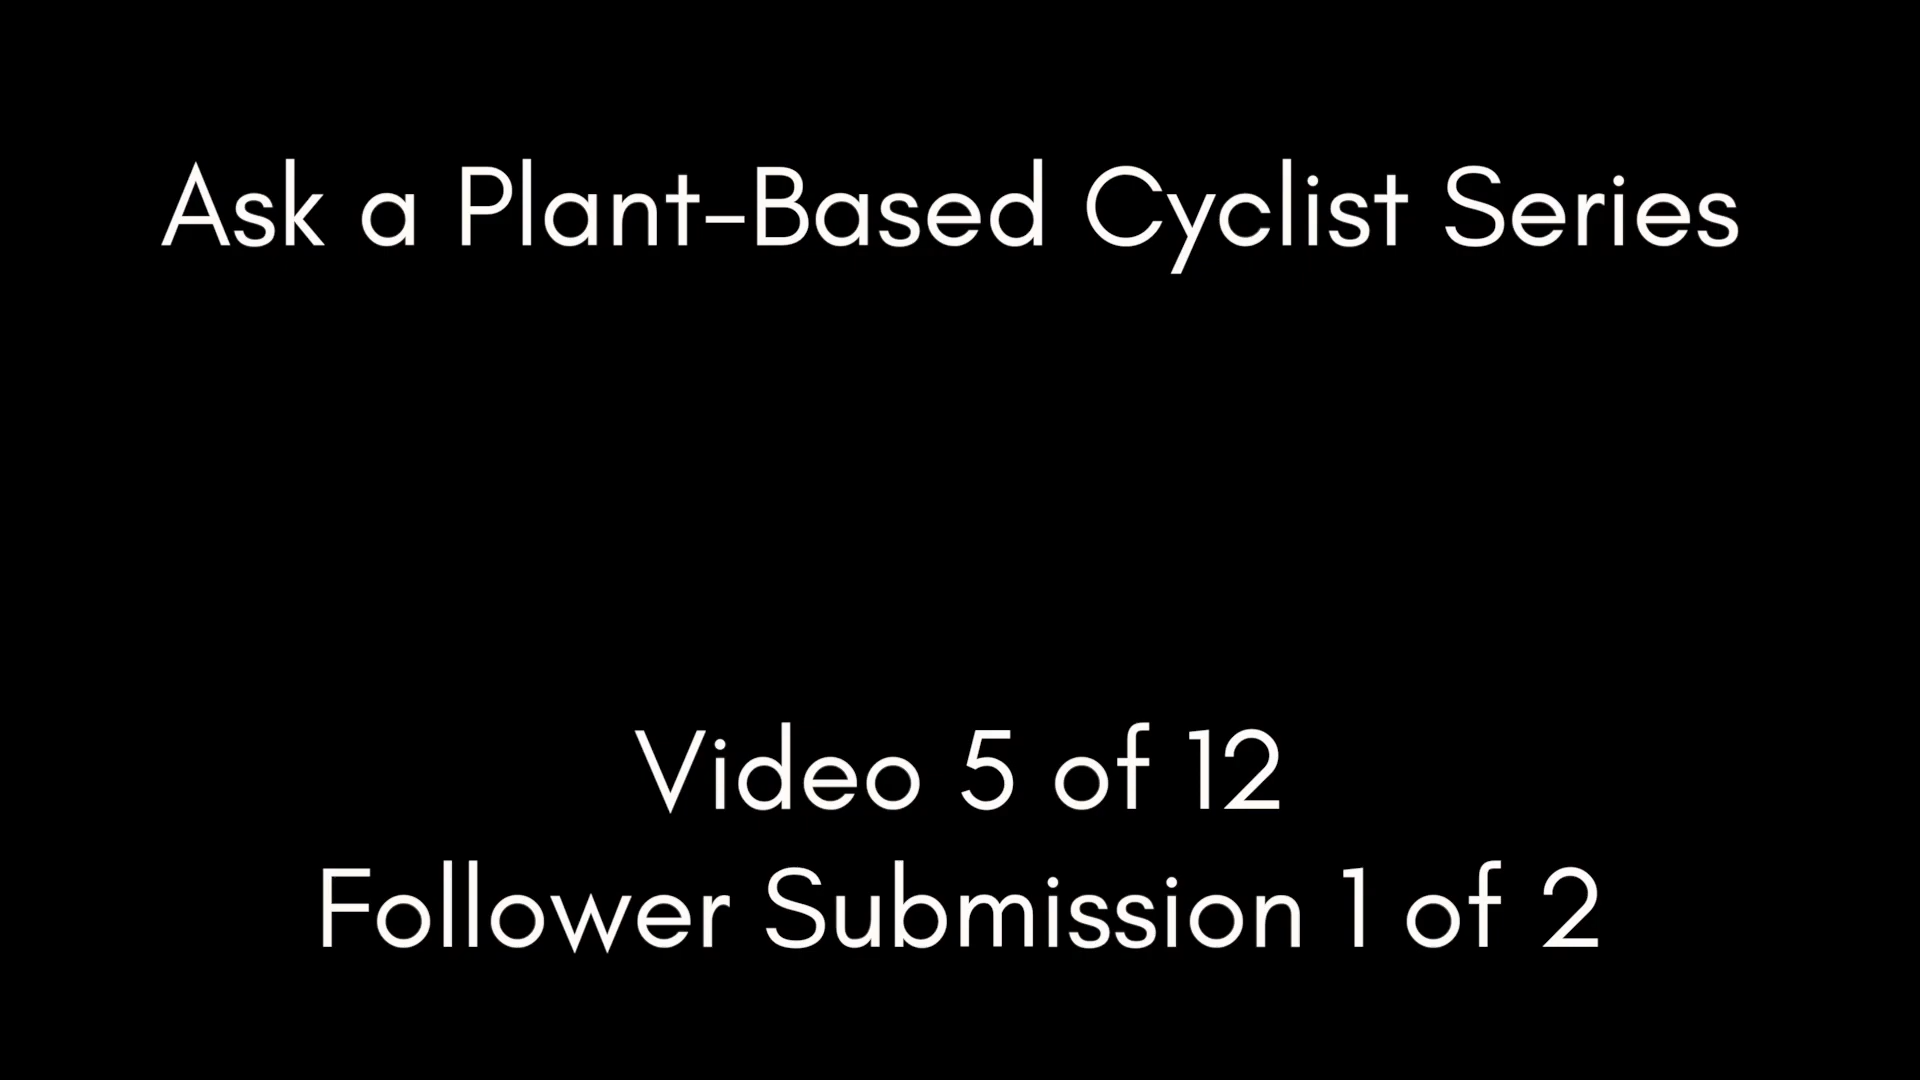 Ask a Plant-Based Cyclist Series
Video 5 of 12
Follower Submission 1 of 2